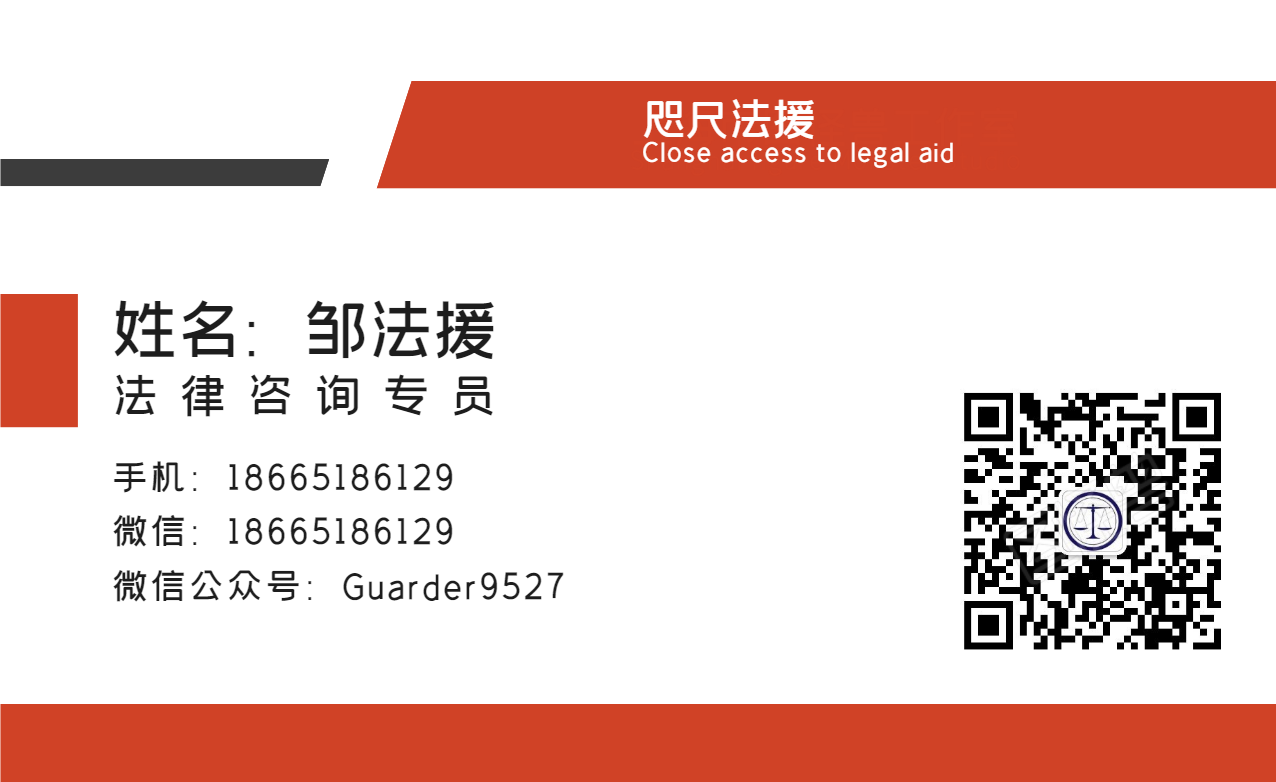 咫尺法援
Close access to legal aid
姓名: 邹法援
法律咨询专员
手机: 18665186129
微信: 18665186129
微信公众号: Guarder9527